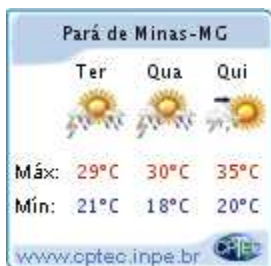 Pará de Minas-MG
Ter Qua Qui
Máx: 29°C 30°C 35°C
Mín: 21°C 18°C 20°C
www.cptec.inpe.br CPTEC